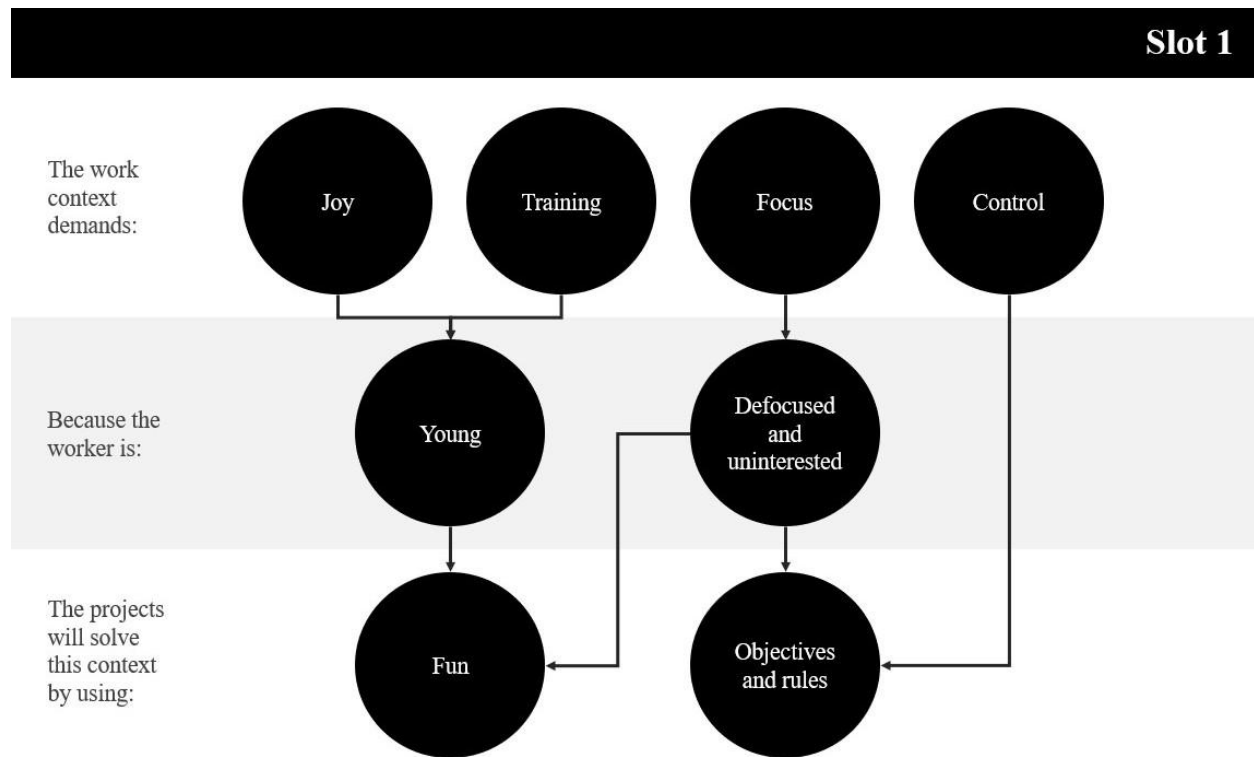 Slot 1
The work
context
demands:
Joy
Training
Focus
Control
Because the
worker is:
Young
Defocused
and
uninterested
The projects
will solve
this context
by using:
Fun
Objectives
and rules